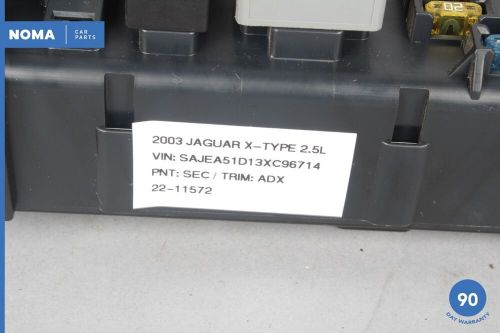 NOMA CAR PARTS
20
2003 JAGUAR X-TYPE 2.5L
VIN: SAJEA51D13XC96714
PNT: SEC / TRIM: ADX
22-11572
90
DAY WARRANTY